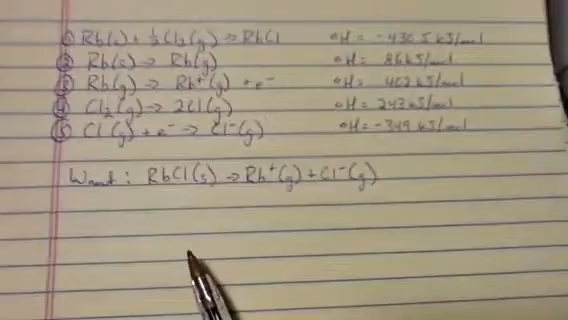 ① Rb(s) + ½Cl₂(g) → RbCl ΔH = -430.5 kJ/mol
② Rb(s) → Rb(g) ΔH = 86 kJ/mol
③ Rb(g) → Rb⁺(g) + e⁻ ΔH = 402 kJ/mol
④ Cl₂(g) → 2Cl(g) ΔH = 243 kJ/mol
⑤ Cl(g) + e⁻ → Cl⁻(g) ΔH = -349 kJ/mol
Want: RbCl(s) → Rb⁺(g) + Cl⁻(g)